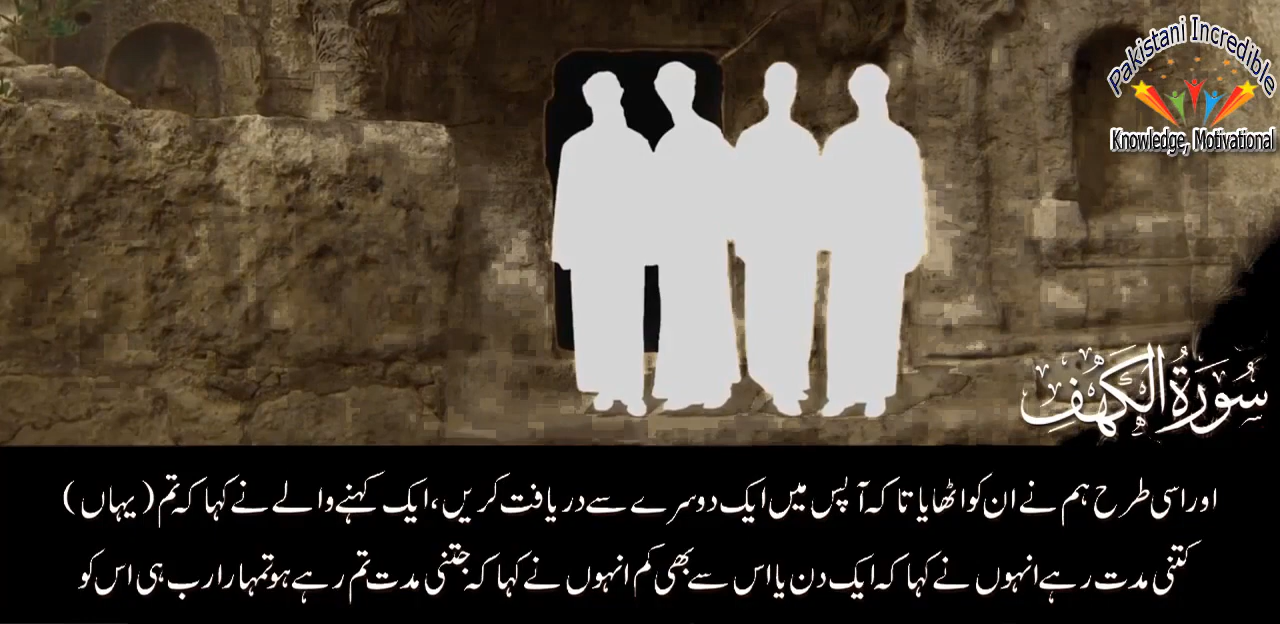 Pakistani Incredible
Knowledge, Motivational
سُورَةُ الْكَهْفِ
اور اسی طرح ہم نے ان کو اٹھایا تاکہ آپس میں ایک دوسرے سے دریافت کریں، ایک کہنے والے نے کہا کہ تم (یہاں)
کتنی مدت رہے انہوں نے کہا کہ ایک دن یا اس سے بھی کم انہوں نے کہا کہ جتنی مدت تم رہے ہو تمہارا رب ہی اس کو